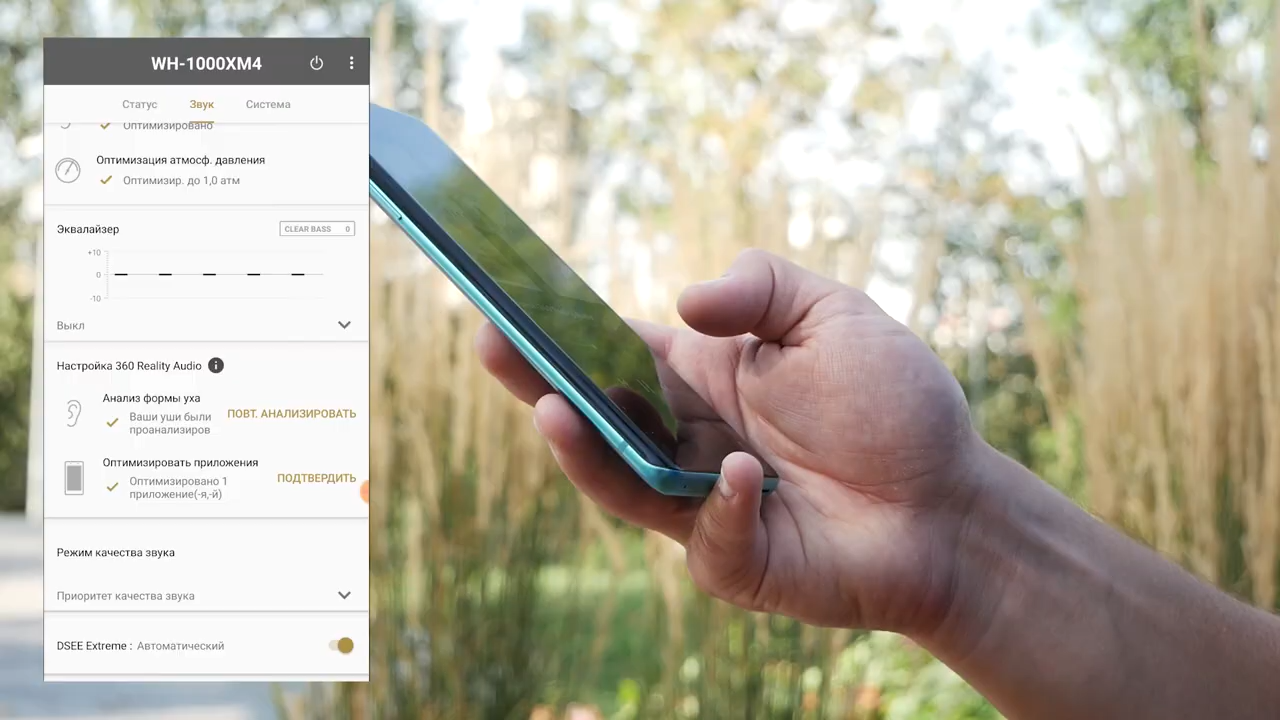 WH-1000XM4
Статус Звук Система
Оптимизировано
Оптимизация атмосф. давления
Оптимизир. до 1,0 атм
Эквалайзер
CLEAR BASS 0
+10
0
-10
Выкл
Настройка 360 Reality Audio
Анализ формы уха
Ваши уши были
проанализиров
ПОВТ. АНАЛИЗИРОВАТЬ
Оптимизировать приложения
Оптимизировано 1
приложение(-я,-й)
ПОДТВЕРДИТЬ
Режим качества звука
Приоритет качества звука
DSEE Extreme : Автоматический